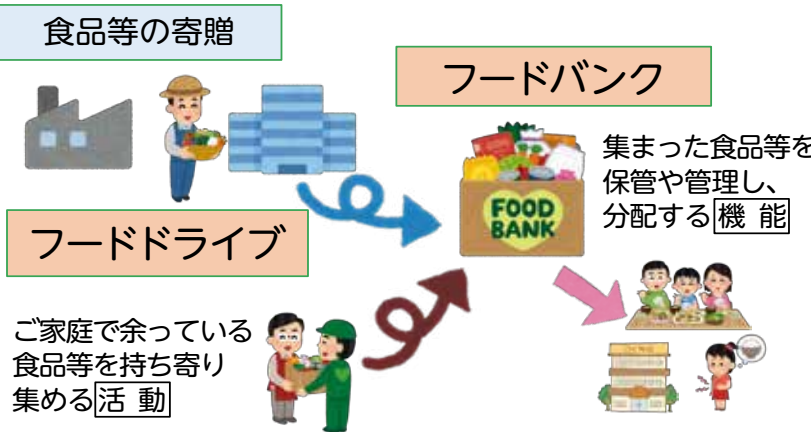 食品等の寄贈
フードバンク
FOOD
BANK
集まった食品等を
保管や管理し、
分配する機 能
フードドライブ
ご家庭で余っている
食品等を持ち寄り
集める活 動